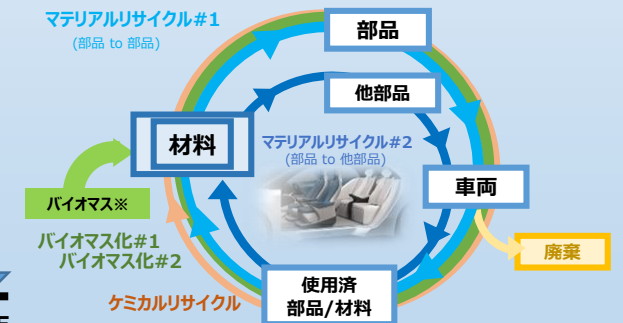 マテリアルリサイクル#1
(部品 to 部品)
部品
他部品
材料
マテリアルリサイクル#2
(部品 to 他部品)
車両
バイオマス※
バイオマス化#1
バイオマス化#2
廃棄
使用済
部品/材料
ケミカルリサイクル